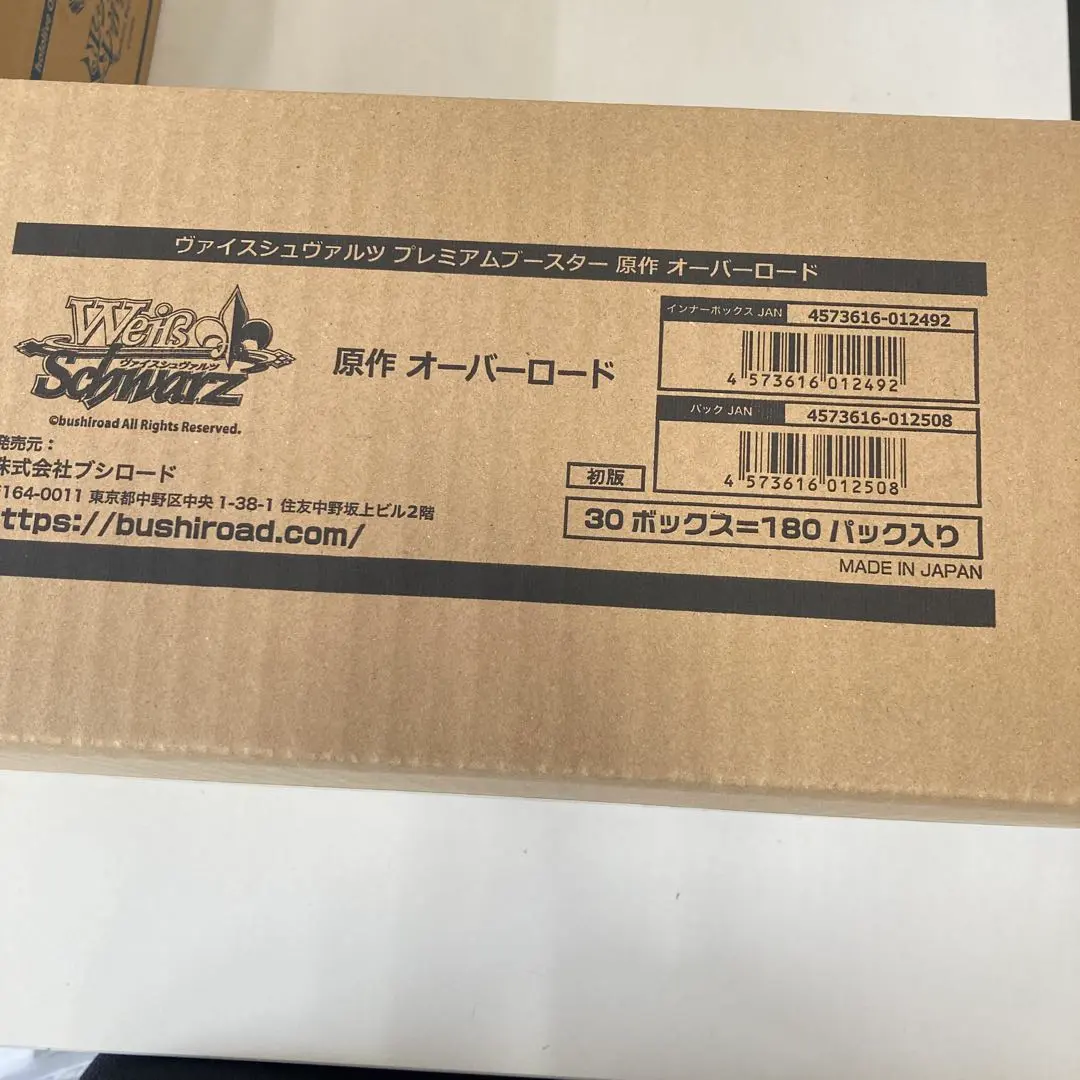 ヴァイスシュヴァルツ プレミアムブースター 原作 オーバーロード
Weiß
ヴァイスシュヴァルツ
Schwarz
©bushiroad All Rights Reserved.
原作 オーバーロード
インナーボックス JAN 4573616-012492
4 573616 012492
パック JAN 4573616-012508
4 573616 012508
初版
30 ボックス=180 パック入り
MADE IN JAPAN
発売元:
株式会社ブシロード
〒164-0011 東京都中野区中央 1-38-1 住友中野坂上ビル2階
ttps://bushiroad.com/